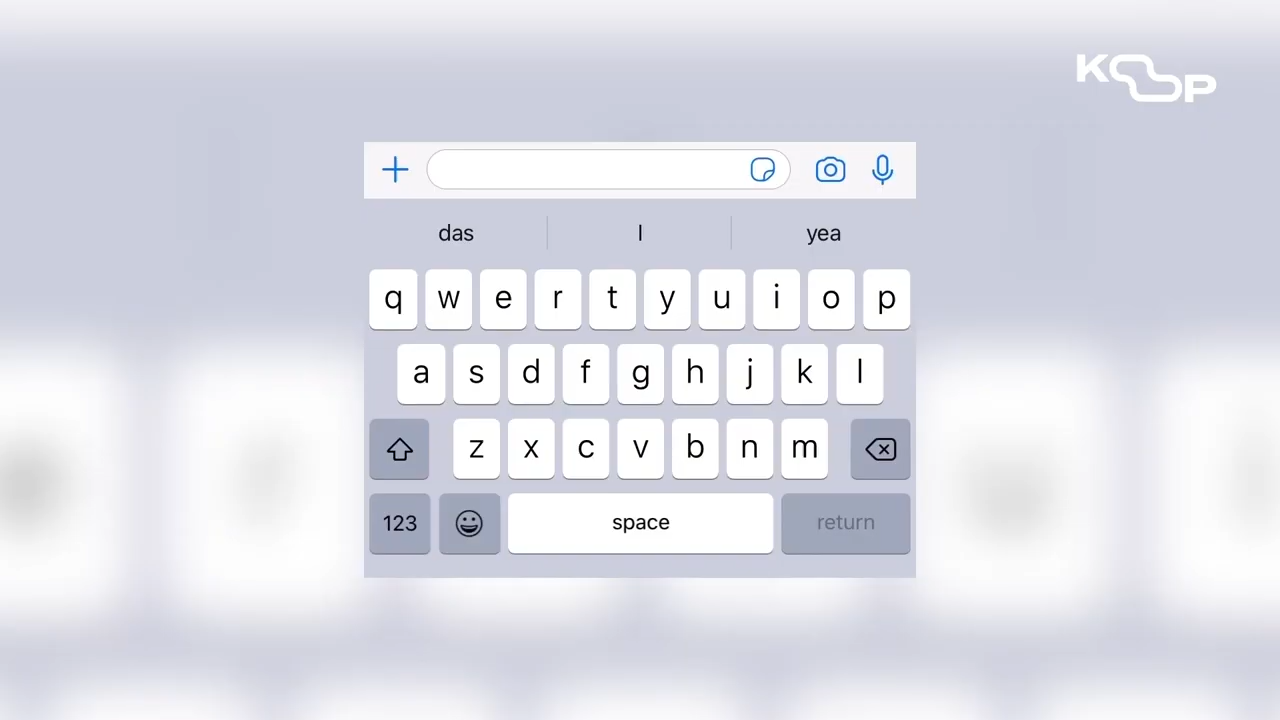 KOOP
das I yea
q w e r t y u i o p
a s d f g h j k l
z x c v b n m
123 space return